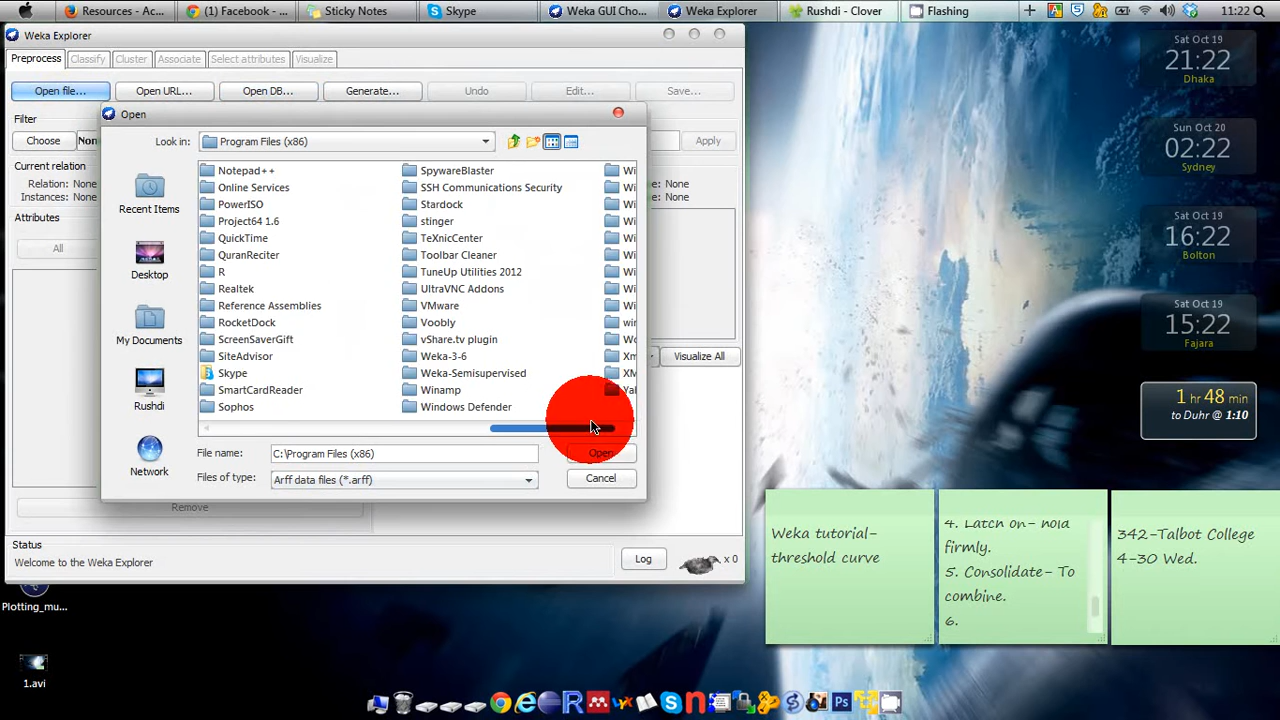 Resources - Ac...
(1) Facebook - ...
Sticky Notes
Skype
Weka GUI Cho...
Weka Explorer
Rushdi - Clover
Flashing
11:22
Weka Explorer
Preprocess
Classify
Cluster
Associate
Select attributes
Visualize
Open file...
Open URL...
Open DB...
Generate...
Undo
Edit...
Save...
Filter
Choose
Apply
Current relation
Relation: None
Instances: None
Attributes
All
Open
Look in:
Program Files (x86)
Recent Items
Desktop
My Documents
Rushdi
Network
Notepad++
Online Services
PowerISO
Project64 1.6
QuickTime
QuranReciter
R
Realtek
Reference Assemblies
RocketDock
ScreenSaverGift
SiteAdvisor
Skype
SmartCardReader
Sophos
SpywareBlaster
SSH Communications Security
Stardock
stinger
TeXnicCenter
Toolbar Cleaner
TuneUp Utilities 2012
UltraVNC Addons
VMware
Voobly
vShare.tv plugin
Weka-3-6
Weka-Semisupervised
Winamp
Windows Defender
File name:
C:\Program Files (x86)
Open
Files of type:
Arff data files (*.arff)
Cancel
: None
: None
Visualize All
Remove
Status
Welcome to the Weka Explorer
Log
x 0
Plotting_mu...
1.avi
Sat Oct 19
21:22
Dhaka
Sun Oct 20
02:22
Sydney
Sat Oct 19
16:22
Bolton
Sat Oct 19
15:22
Fajara
1 hr 48 min
to Duhr @ 1:10
Weka tutorial-
threshold curve
4. Latch on- hold
firmly.
5. Consolidate- To
combine.
6.
342-Talbot College
4-30 Wed.
Ps